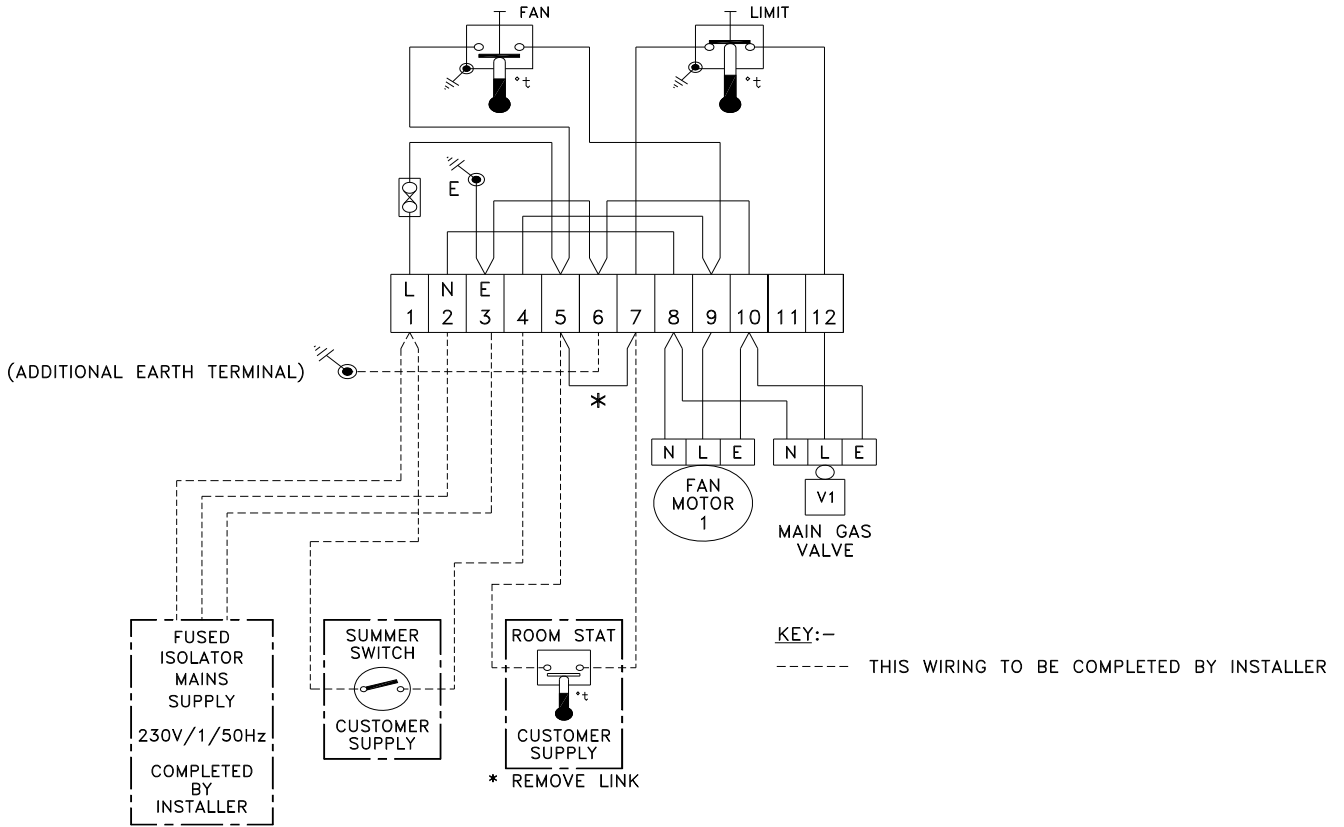 FAN
LIMIT
°t
°t
E
L N E
1 2 3 4 5 6 7 8 9 10 11 12
(ADDITIONAL EARTH TERMINAL)
*
N L E
N L E
FAN
MOTOR
1
V1
MAIN GAS
VALVE
FUSED
ISOLATOR
MAINS
SUPPLY
230V/1/50Hz
COMPLETED
BY
INSTALLER
SUMMER
SWITCH
CUSTOMER
SUPPLY
ROOM STAT
°t
CUSTOMER
SUPPLY
* REMOVE LINK
KEY:-
THIS WIRING TO BE COMPLETED BY INSTALLER